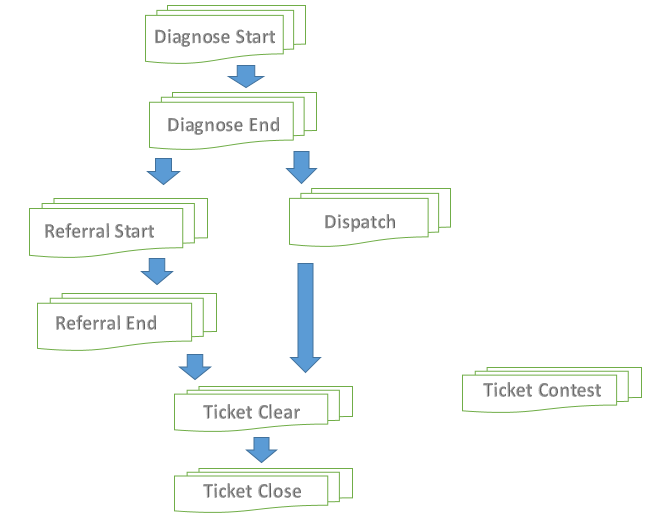 Diagnose Start
Diagnose End
Referral Start
Dispatch
Referral End
Ticket Clear
Ticket Contest
Ticket Close